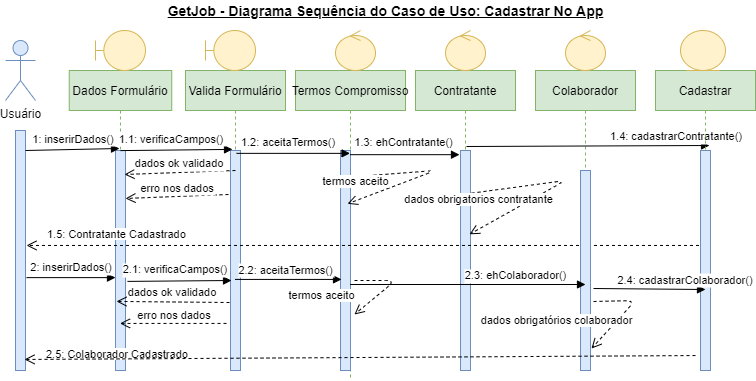 GetJob - Diagrama Sequência do Caso de Uso: Cadastrar No App
Usuário
Dados Formulário
Valida Formulário
Termos Compromisso
Contratante
Colaborador
Cadastrar
1: inserirDados()
1.1: verificaCampos()
1.2: aceitaTermos()
1.3: ehContratante()
1.4: cadastrarContratante()
dados ok validado
erro nos dados
termos aceito
dados obrigatorios contratante
1.5: Contratante Cadastrado
2: inserirDados()
2.1: verificaCampos()
2.2: aceitaTermos()
2.3: ehColaborador()
2.4: cadastrarColaborador()
dados ok validado
termos aceito
erro nos dados
dados obrigatórios colaborador
2.5: Colaborador Cadastrado